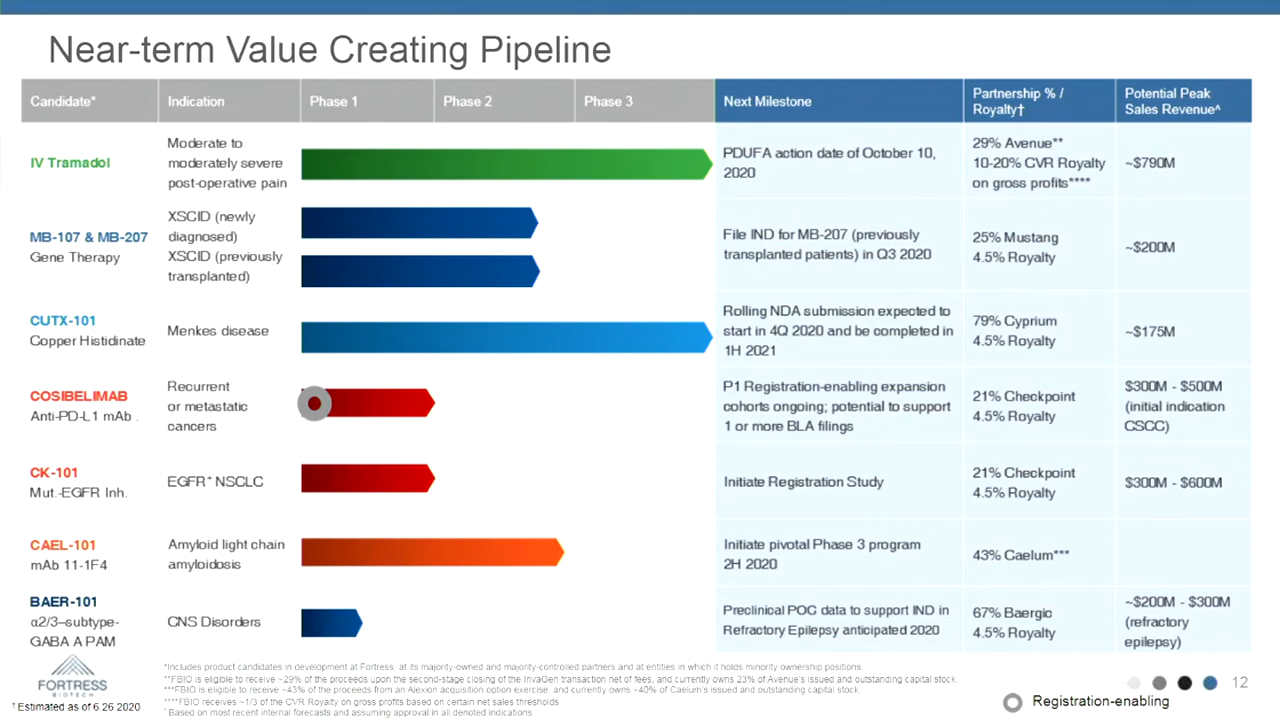 Near-term Value Creating Pipeline
Candidate*
Indication
Phase 1
Phase 2
Phase 3
Next Milestone
Partnership % /
Royalty†
Potential Peak
Sales Revenue^
IV Tramadol
Moderate to
moderately severe
post-operative pain
PDUFA action date of October 10,
2020
29% Avenue**
10-20% CVR Royalty
on gross profits****
~$790M
MB-107 & MB-207
Gene Therapy
XSCID (newly
diagnosed)
XSCID (previously
transplanted)
File IND for MB-207 (previously
transplanted patients) in Q3 2020
25% Mustang
4.5% Royalty
~$200M
CUTX-101
Copper Histidinate
Menkes disease
Rolling NDA submission expected to
start in 4Q 2020 and be completed in
1H 2021
79% Cyprium
4.5% Royalty
~$175M
COSIBELIMAB
Anti-PD-L1 mAb .
Recurrent
or metastatic
cancers
P1 Registration-enabling expansion
cohorts ongoing; potential to support
1 or more BLA filings
21% Checkpoint
4.5% Royalty
$300M - $500M
(initial indication
CSCC)
CK-101
Mut.-EGFR Inh.
EGFR⁺ NSCLC
Initiate Registration Study
21% Checkpoint
4.5% Royalty
$300M - $600M
CAEL-101
mAb 11-1F4
Amyloid light chain
amyloidosis
Initiate pivotal Phase 3 program
2H 2020
43% Caelum***
BAER-101
α2/3–subtype-
GABA A PAM
CNS Disorders
Preclinical POC data to support IND in
Refractory Epilepsy anticipated 2020
67% Baergic
4.5% Royalty
~$200M - $300M
(refractory
epilepsy)
FORTRESS
BIOTECH
*Includes product candidates in development at Fortress, at its majority-owned and majority-controlled partners and at entities in which it holds minority ownership positions
**FBIO is eligible to receive ~29% of the proceeds upon the second-stage closing of the InvaGen transaction net of fees, and currently owns 23% of Avenue's issued and outstanding capital stock.
***FBIO is eligible to receive ~43% of the proceeds from an Alexion acquisition option exercise, and currently owns ~40% of Caelum's issued and outstanding capital stock.
****FBIO receives ~1/3 of the CVR Royalty on gross profits based on certain net sales thresholds
^Based on most recent internal forecasts and assuming approval in all denoted indications
†Estimated as of 6.26 2020
12
Registration-enabling